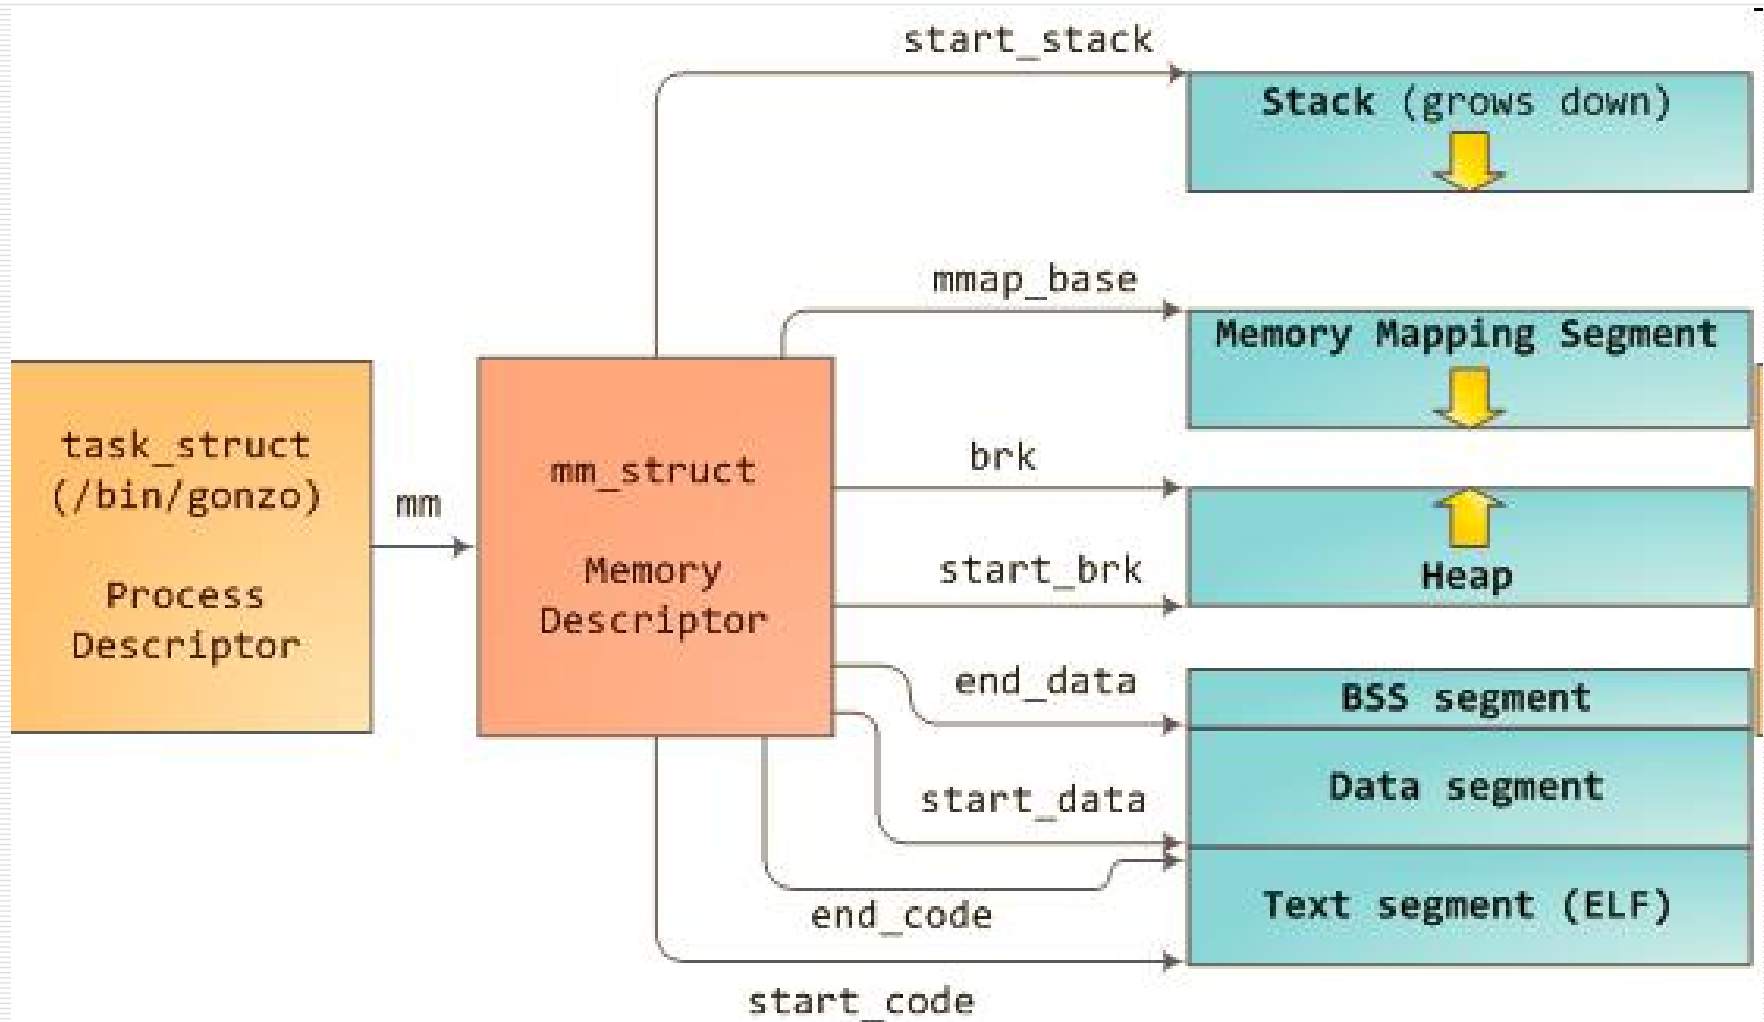 start_stack
Stack (grows down)
mmap_base
Memory Mapping Segment
task_struct
(/bin/gonzo)
Process
Descriptor
mm
mm_struct
Memory
Descriptor
brk
start_brk
Heap
end_data
BSS segment
start_data
Data segment
end_code
Text segment (ELF)
start_code